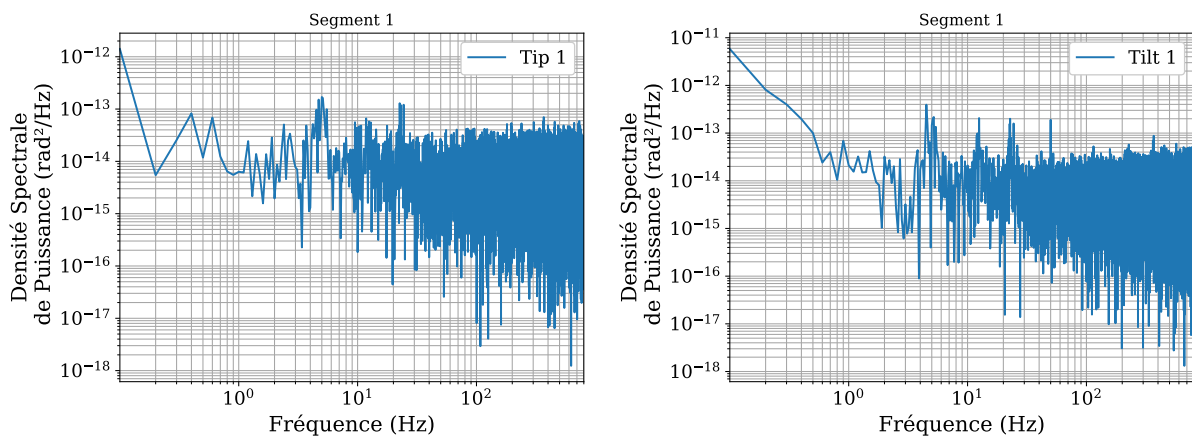 Segment 1
Tip 1
10⁻¹²
10⁻¹³
10⁻¹⁴
10⁻¹⁵
10⁻¹⁶
10⁻¹⁷
10⁻¹⁸
Densité Spectrale
de Puissance (rad²/Hz)
10⁰
10¹
10²
Fréquence (Hz)
Segment 1
Tilt 1
10⁻¹¹
10⁻¹²
10⁻¹³
10⁻¹⁴
10⁻¹⁵
10⁻¹⁶
10⁻¹⁷
10⁻¹⁸
Densité Spectrale
de Puissance (rad²/Hz)
10⁰
10¹
10²
Fréquence (Hz)